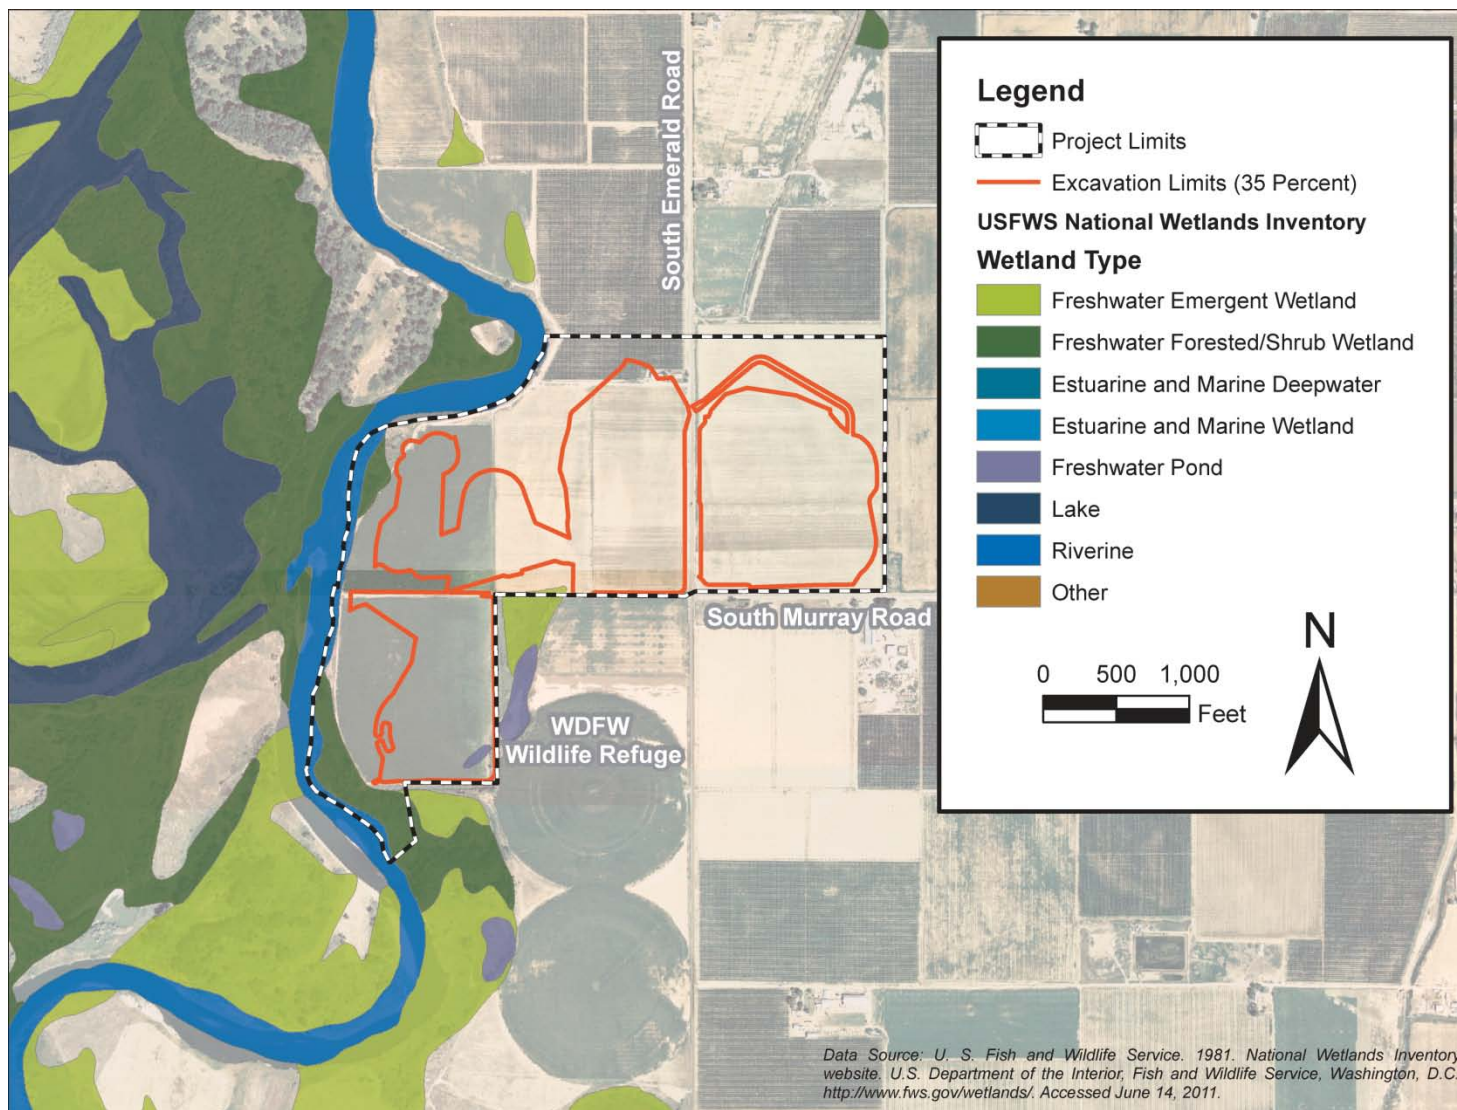 South Emerald Road
South Murray Road
WDFW
Wildlife Refuge
Legend
Project Limits
Excavation Limits (35 Percent)
USFWS National Wetlands Inventory
Wetland Type
Freshwater Emergent Wetland
Freshwater Forested/Shrub Wetland
Estuarine and Marine Deepwater
Estuarine and Marine Wetland
Freshwater Pond
Lake
Riverine
Other
N
0 500 1,000
Feet
Data Source: U. S. Fish and Wildlife Service. 1981. National Wetlands Inventory
website. U.S. Department of the Interior, Fish and Wildlife Service, Washington, D.C.
http://www.fws.gov/wetlands/. Accessed June 14, 2011.